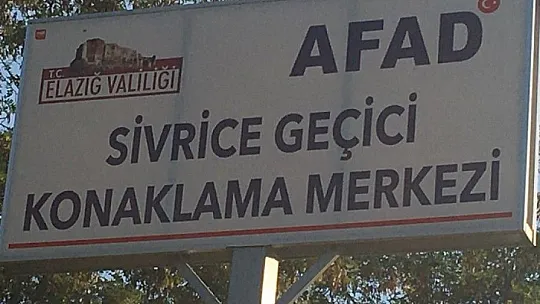 T.C
ELAZIĞ VALİLİĞİ
AFAD
SİVRİCE GEÇİCİ
KONAKLAMA MERKEZİ